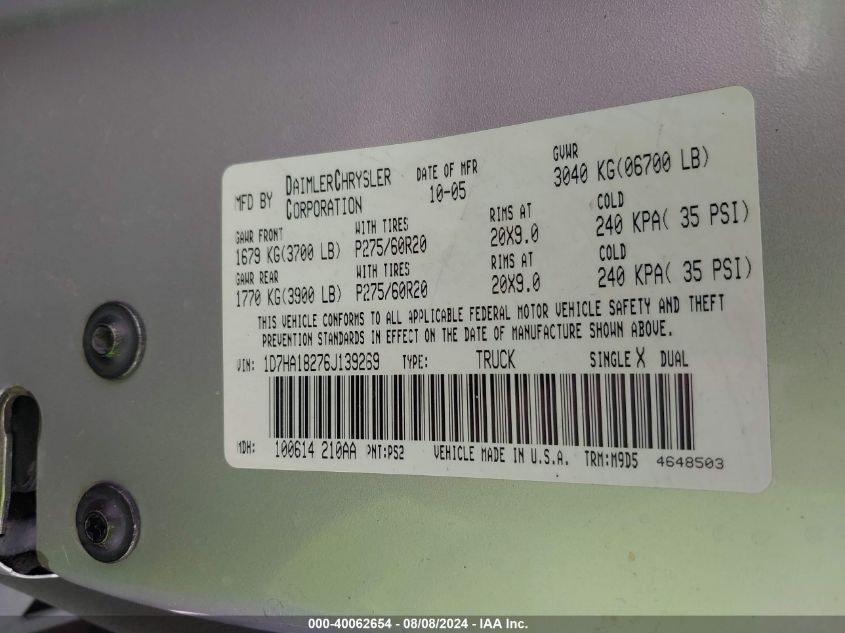 MFD BY DAIMLERCHRYSLER CORPORATION DATE OF MFR 10-05 GVWR 3040 KG(06700 LB)
GAWR FRONT WITH TIRES RIMS AT COLD
1679 KG(3700 LB) P275/60R20 20X9.0 240 KPA( 35 PSI)
GAWR REAR WITH TIRES RIMS AT COLD
1770 KG(3900 LB) P275/60R20 20X9.0 240 KPA( 35 PSI)
THIS VEHICLE CONFORMS TO ALL APPLICABLE FEDERAL MOTOR VEHICLE SAFETY AND THEFT
PREVENTION STANDARDS IN EFFECT ON THE DATE OF MANUFACTURE SHOWN ABOVE.
VIN: 1D7HA18276J139269 TYPE: TRUCK SINGLE X DUAL
MDH: 100614 210AA PNT:PS2 VEHICLE MADE IN U.S.A. TRM:M9D5 4648503
000-40062654 - 08/08/2024 - IAA Inc.